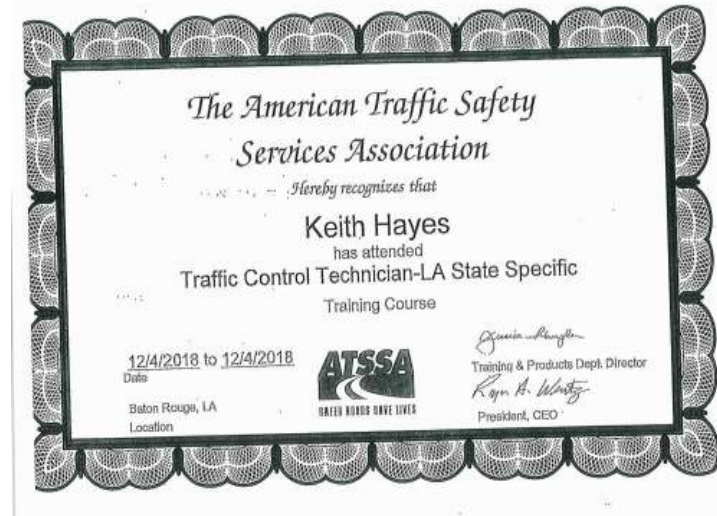 The American Traffic Safety
Services Association
Hereby recognizes that
Keith Hayes
has attended
Traffic Control Technician-LA State Specific
Training Course
12/4/2018 to 12/4/2018
Date
Baton Rouge, LA
Location
ATSSA
SAFER ROADS SAVE LIVES
Training & Products Dept. Director
President, CEO